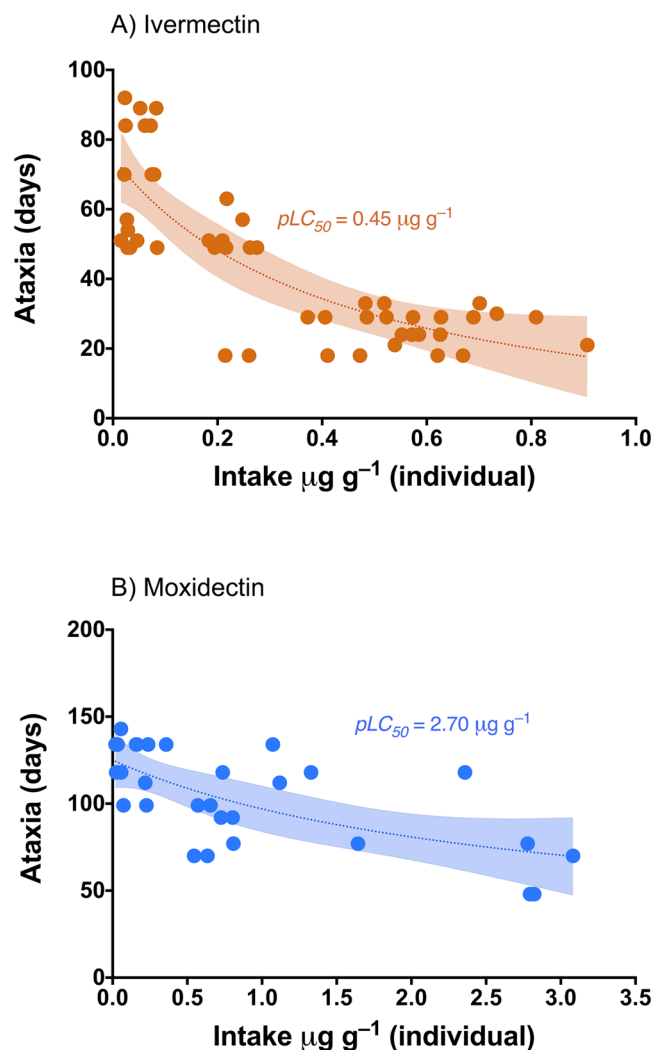 A) Ivermectin
100
80
60
40
20
0
Ataxia (days)
pLC50 = 0.45 μg g⁻¹
0.0 0.2 0.4 0.6 0.8 1.0
Intake μg g⁻¹ (individual)
B) Moxidectin
200
150
100
50
0
Ataxia (days)
pLC50 = 2.70 μg g⁻¹
0.0 0.5 1.0 1.5 2.0 2.5 3.0 3.5
Intake μg g⁻¹ (individual)